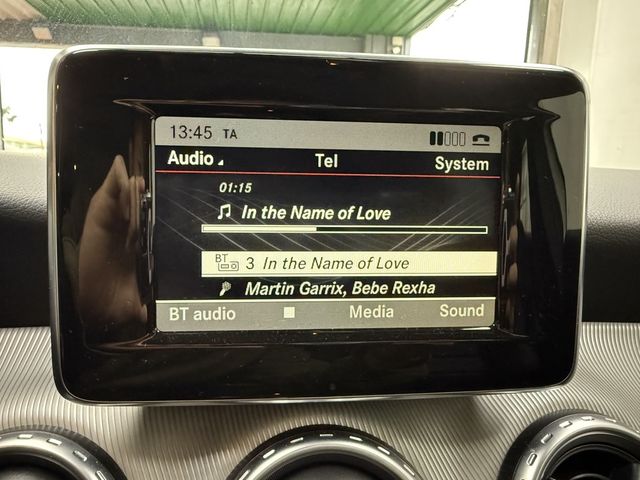 13:45 TA
Audio Tel System
01:15
In the Name of Love
BT 3 In the Name of Love
Martin Garrix, Bebe Rexha
BT audio Media Sound